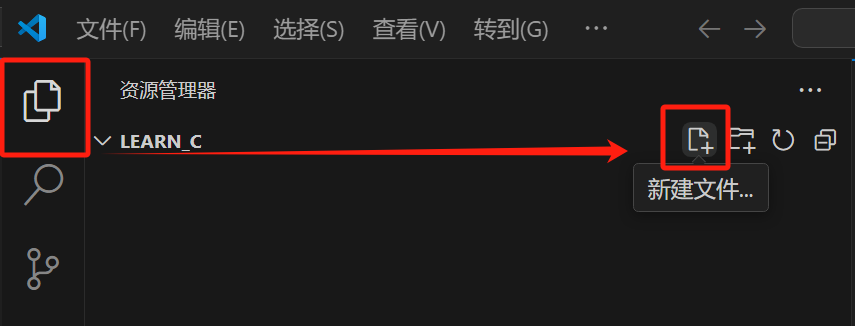 文件(F) 编辑(E) 选择(S) 查看(V) 转到(G) ···
资源管理器 ···
LEARN_C
新建文件...